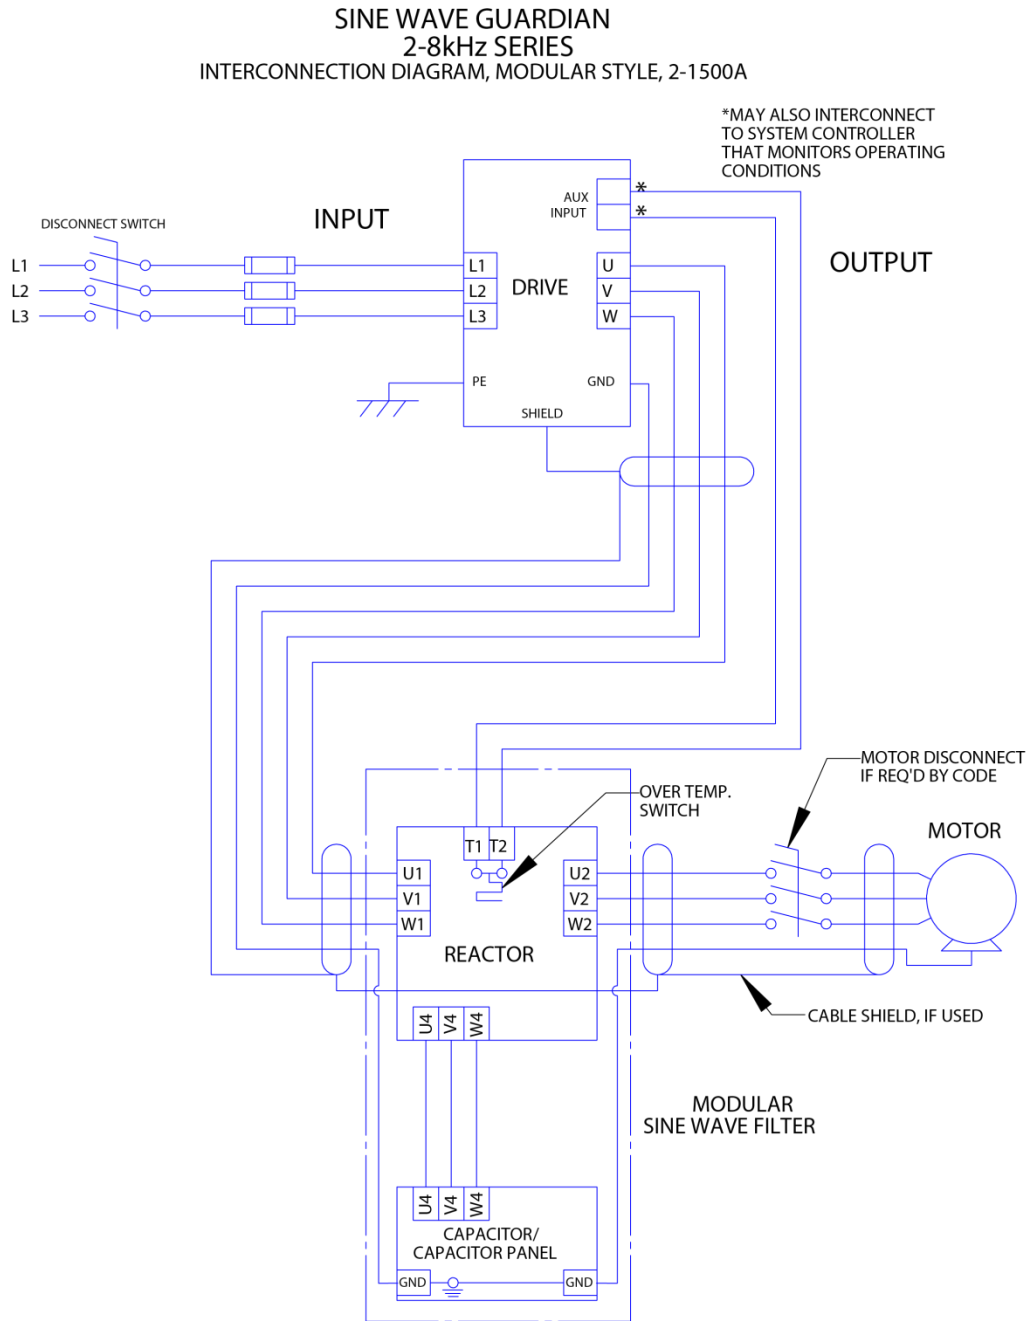 SINE WAVE GUARDIAN
2-8kHz SERIES
INTERCONNECTION DIAGRAM, MODULAR STYLE, 2-1500A
*MAY ALSO INTERCONNECT
TO SYSTEM CONTROLLER
THAT MONITORS OPERATING
CONDITIONS
INPUT
DISCONNECT SWITCH
AUX *
INPUT *
OUTPUT
L1 L1 U
L2 L2 DRIVE V
L3 L3 W
PE GND
SHIELD
MOTOR DISCONNECT
IF REQ'D BY CODE
OVER TEMP.
SWITCH
MOTOR
T1 T2
U1 U2
V1 V2
W1 W2
REACTOR
CABLE SHIELD, IF USED
U4 V4 W4
MODULAR
SINE WAVE FILTER
U4 V4 W4
CAPACITOR/
CAPACITOR PANEL
GND GND